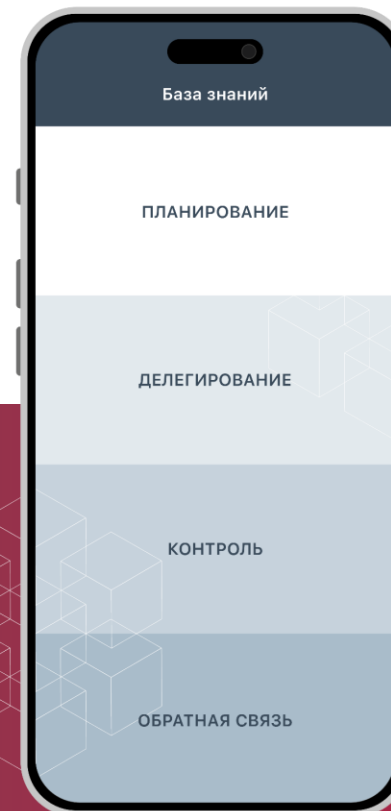 База знаний
ПЛАНИРОВАНИЕ
ДЕЛЕГИРОВАНИЕ
КОНТРОЛЬ
ОБРАТНАЯ СВЯЗЬ